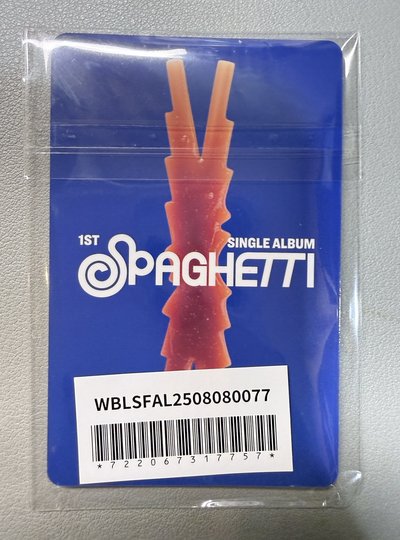 1ST
SINGLE ALBUM
SPAGHETTI
WBLSFAL2508080077
*722067317757*